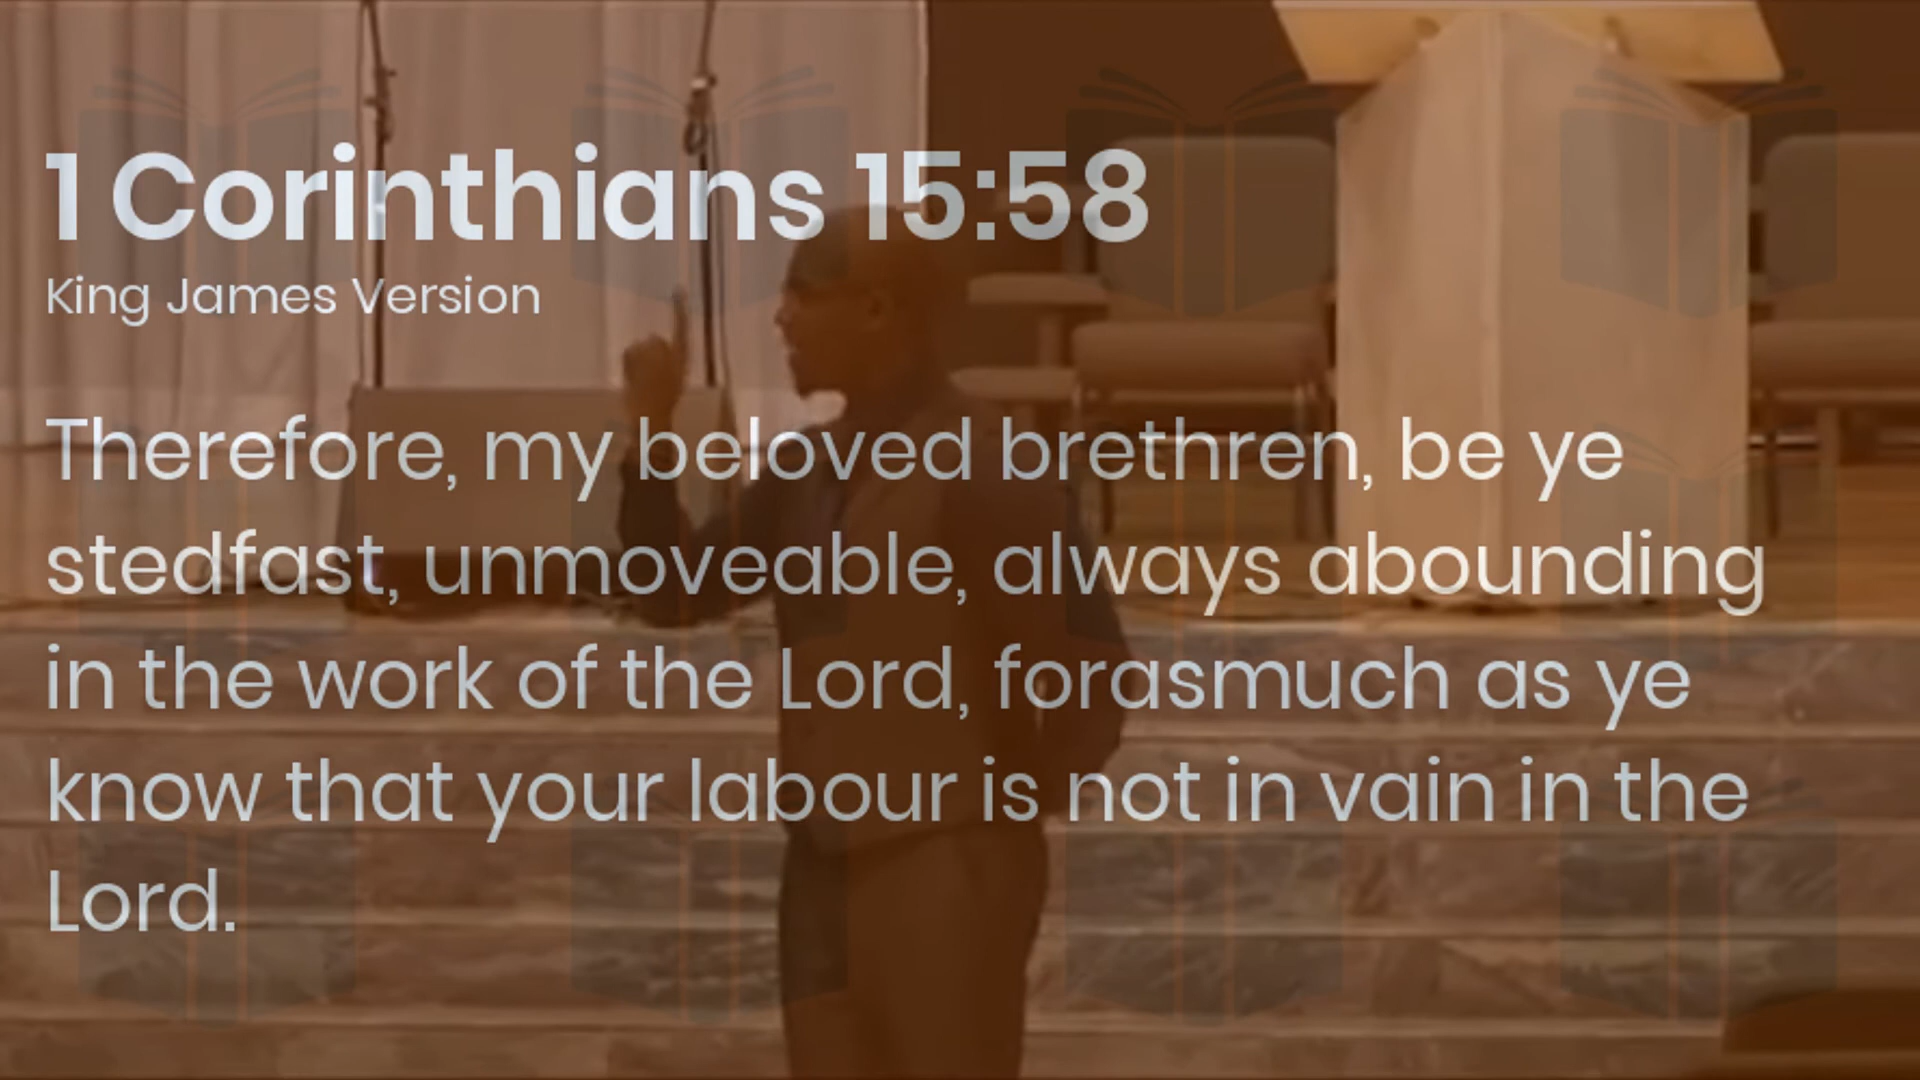 1 Corinthians 15:58
King James Version
Therefore, my beloved brethren, be ye
stedfast, unmoveable, always abounding
in the work of the Lord, forasmuch as ye
know that your labour is not in vain in the
Lord.